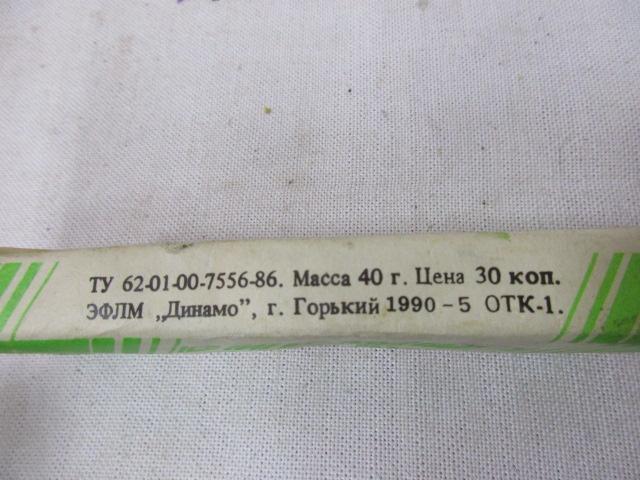 ТУ 62-01-00-7556-86. Масса 40 г. Цена 30 коп.
ЭФЛМ „Динамо”, г. Горький 1990-5 ОТК-1.